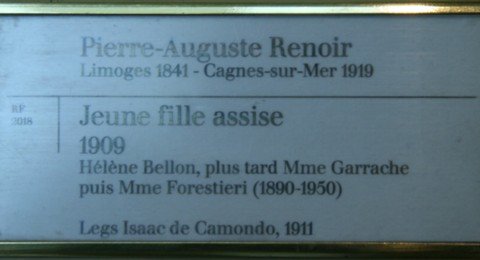 Pierre-Auguste Renoir
Limoges 1841 - Cagnes-sur-Mer 1919
RF
2018
Jeune fille assise
1909
Hélène Bellon, plus tard Mme Garrache
puis Mme Forestieri (1890-1950)
Legs Isaac de Camondo, 1911